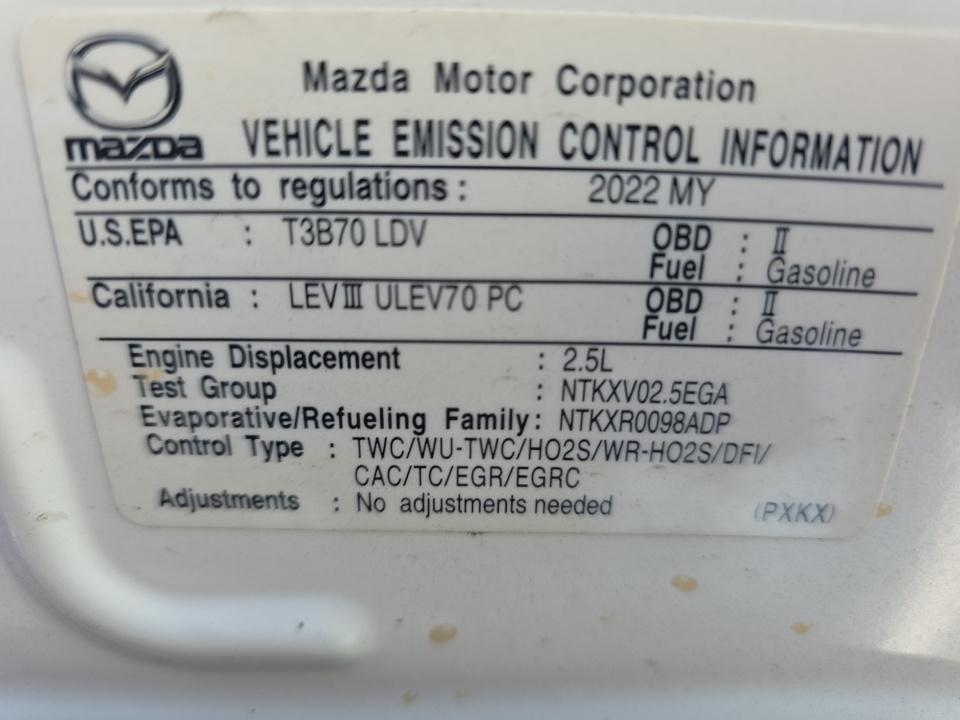 Mazda Motor Corporation
mazda VEHICLE EMISSION CONTROL INFORMATION
Conforms to regulations : 2022 MY
U.S.EPA : T3B70 LDV OBD : II
Fuel : Gasoline
California : LEVIII ULEV70 PC OBD : II
Fuel : Gasoline
Engine Displacement : 2.5L
Test Group : NTKXV02.5EGA
Evaporative/Refueling Family : NTKXR0098ADP
Control Type : TWC/WU-TWC/HO2S/WR-HO2S/DFI/
CAC/TC/EGR/EGRC
Adjustments : No adjustments needed (PXKX)